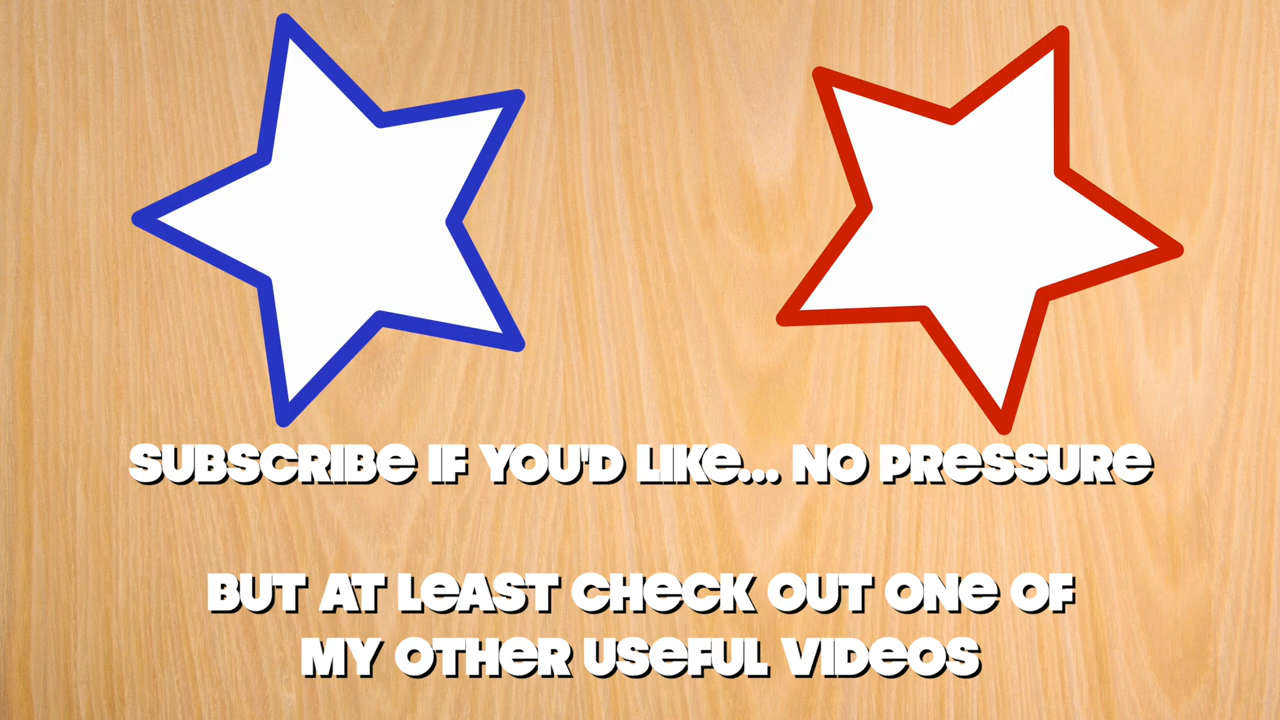 SUBSCRIBE IF YOU'D LIKE... NO PRESSURE
BUT AT LEAST CHECK OUT ONE OF
MY OTHER USEFUL VIDEOS